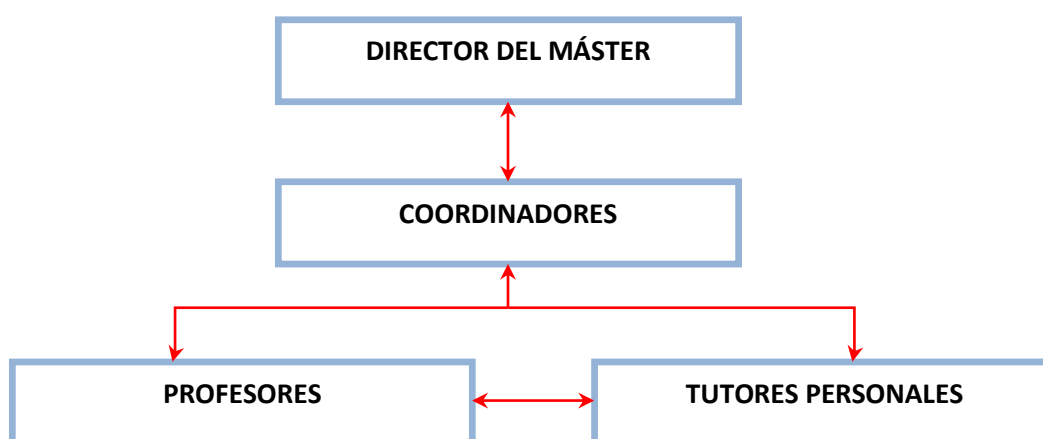 DIRECTOR DEL MÁSTER
COORDINADORES
PROFESORES
TUTORES PERSONALES